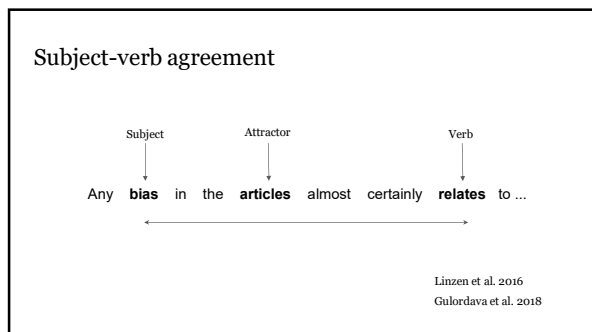 Subject-verb agreement
Subject Attractor Verb
Any bias in the articles almost certainly relates to ...
Linzen et al. 2016
Gulordava et al. 2018